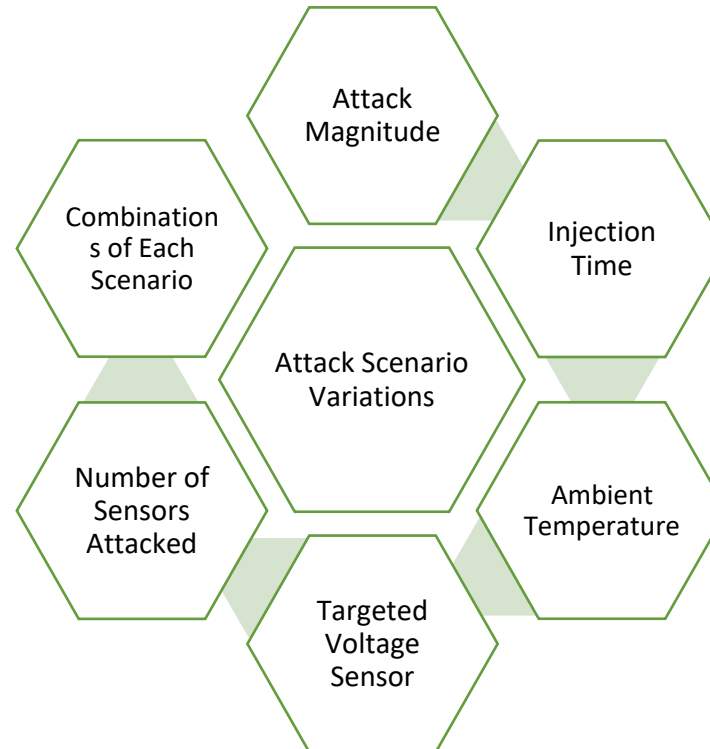 Attack
Magnitude
Injection
Time
Ambient
Temperature
Targeted
Voltage
Sensor
Number of
Sensors
Attacked
Combination
s of Each
Scenario
Attack Scenario
Variations